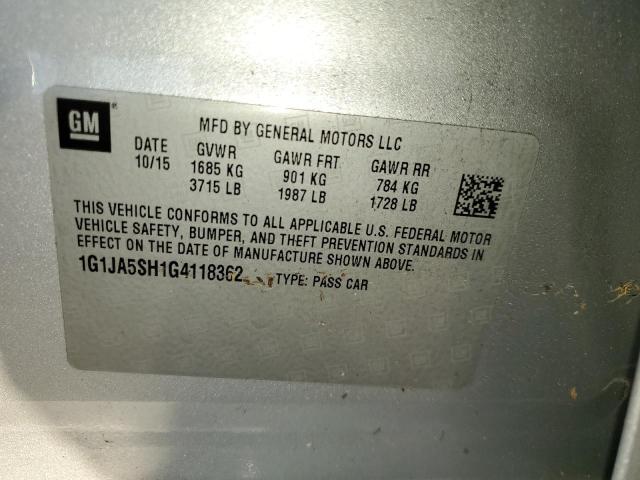 GM®
MFD BY GENERAL MOTORS LLC
DATE GVWR GAWR FRT GAWR RR
10/15 1685 KG 901 KG 784 KG
3715 LB 1987 LB 1728 LB
THIS VEHICLE CONFORMS TO ALL APPLICABLE U.S. FEDERAL MOTOR
VEHICLE SAFETY, BUMPER, AND THEFT PREVENTION STANDARDS IN
EFFECT ON THE DATE OF MANUFACTURE SHOWN ABOVE.
1G1JA5SH1G4118362 TYPE: PASS CAR